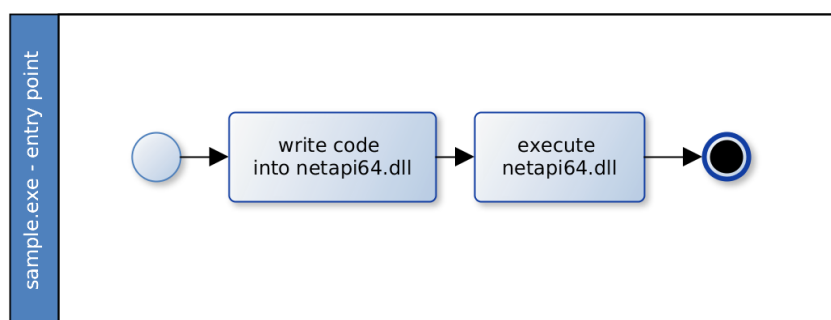 sample.exe - entry point
write code
into netapi64.dll
execute
netapi64.dll